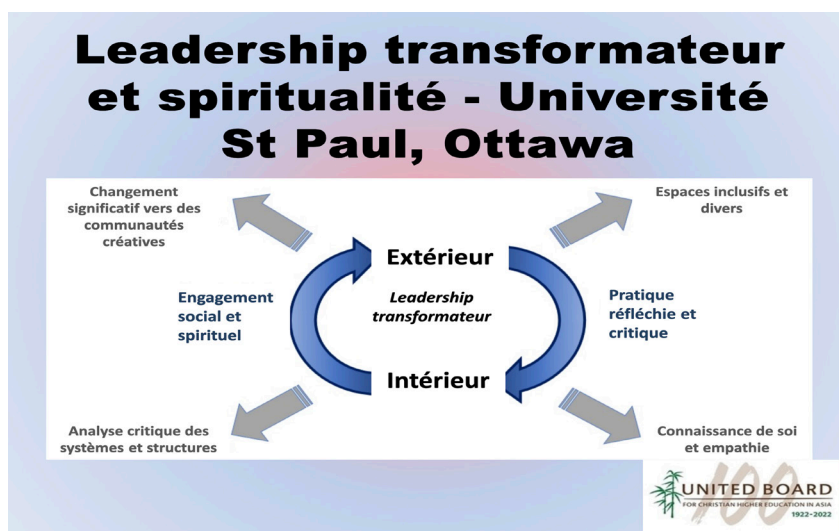 Leadership transformateur
et spiritualité - Université
St Paul, Ottawa
Changement
significatif vers des
communautés
créatives
Espaces inclusifs et
divers
Extérieur
Engagement
social et
spirituel
Leadership
transformateur
Pratique
réfléchie et
critique
Intérieur
Analyse critique des
systèmes et structures
Connaissance de soi
et empathie
100
UNITED BOARD
FOR CHRISTIAN HIGHER EDUCATION IN ASIA
1922-2022